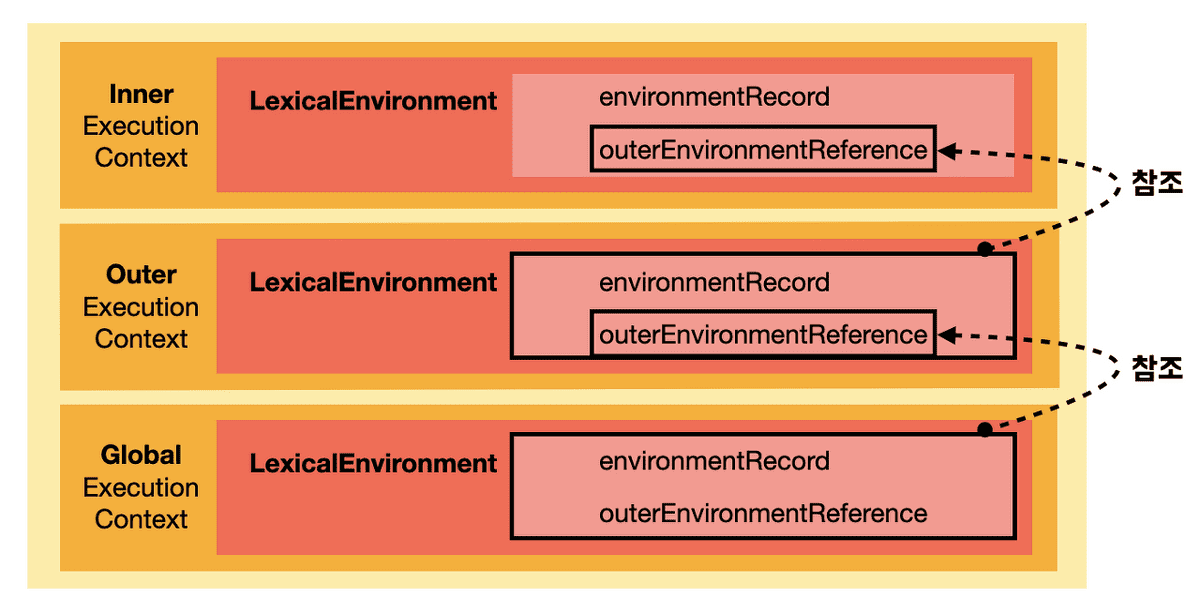 Inner
Execution
Context
LexicalEnvironment
environmentRecord
outerEnvironmentReference
참조
Outer
Execution
Context
LexicalEnvironment
environmentRecord
outerEnvironmentReference
참조
Global
Execution
Context
LexicalEnvironment
environmentRecord
outerEnvironmentReference